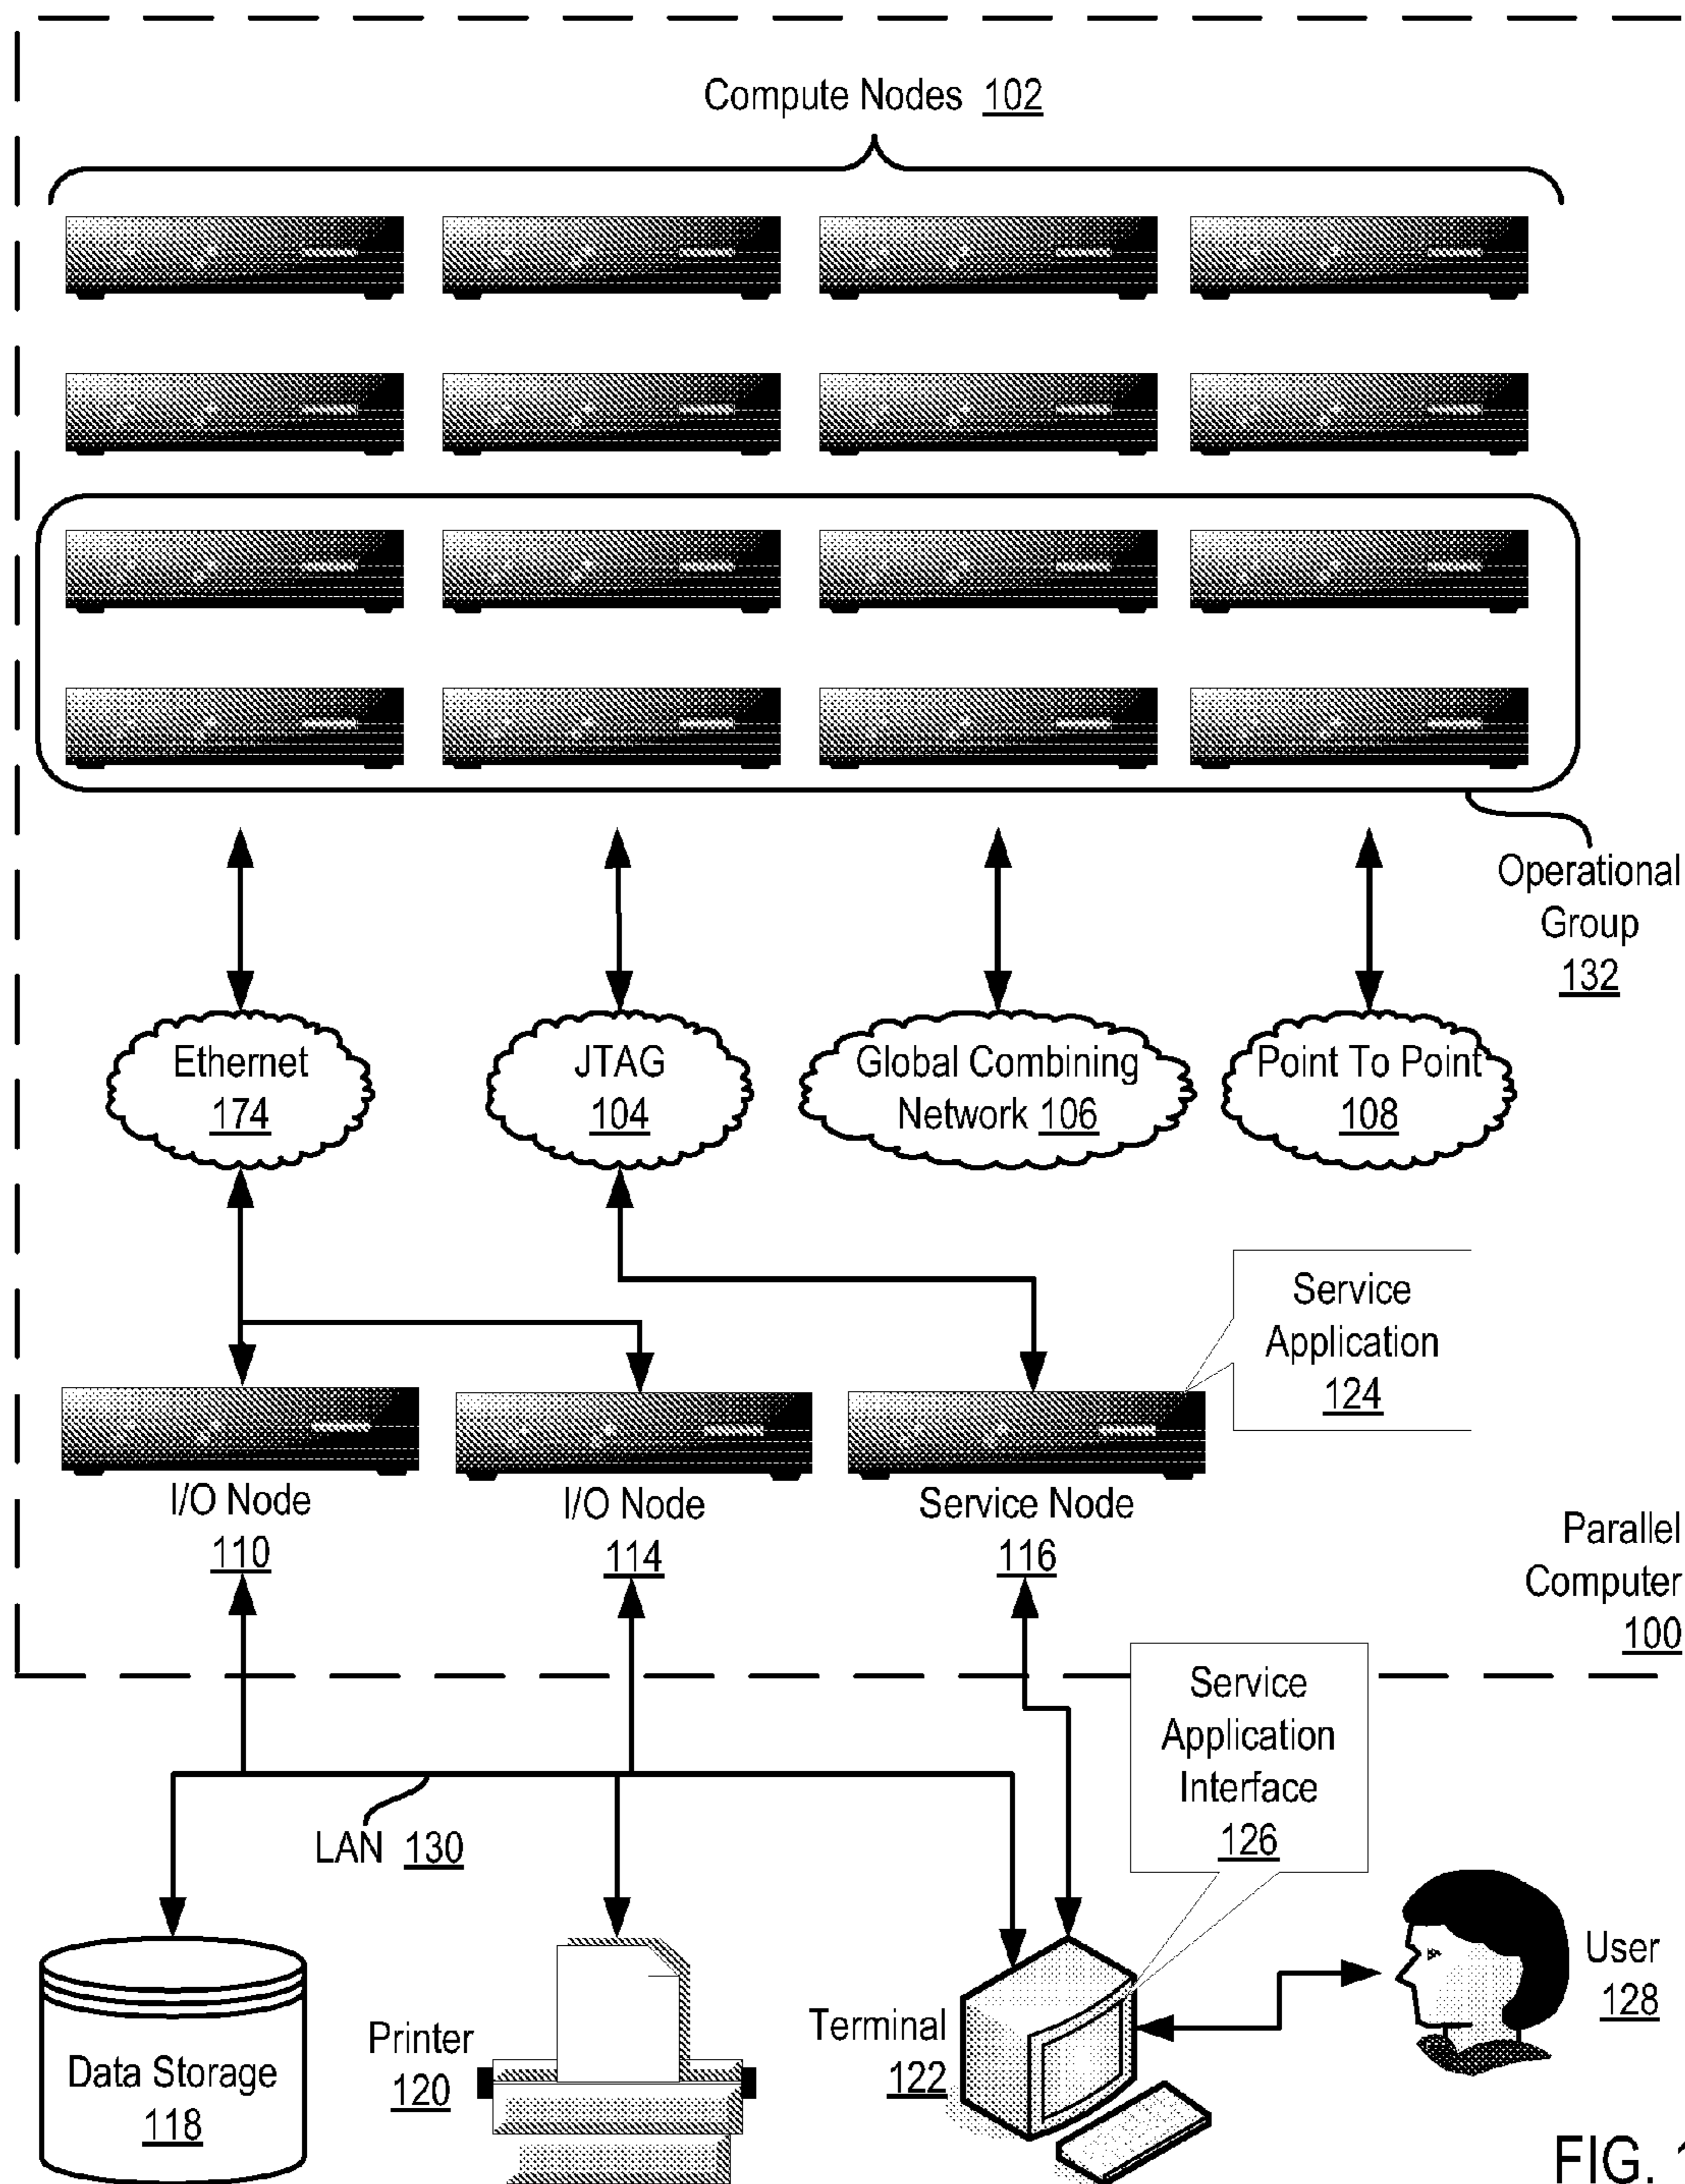 Compute Nodes 102
Operational
Group
132
Ethernet
174
JTAG
104
Global Combining
Network 106
Point To Point
108
Service
Application
124
I/O Node
110
I/O Node
114
Service Node
116
Parallel
Computer
100
Service
Application
Interface
126
LAN 130
Data Storage
118
Printer
120
Terminal
122
User
128
FIG. 1